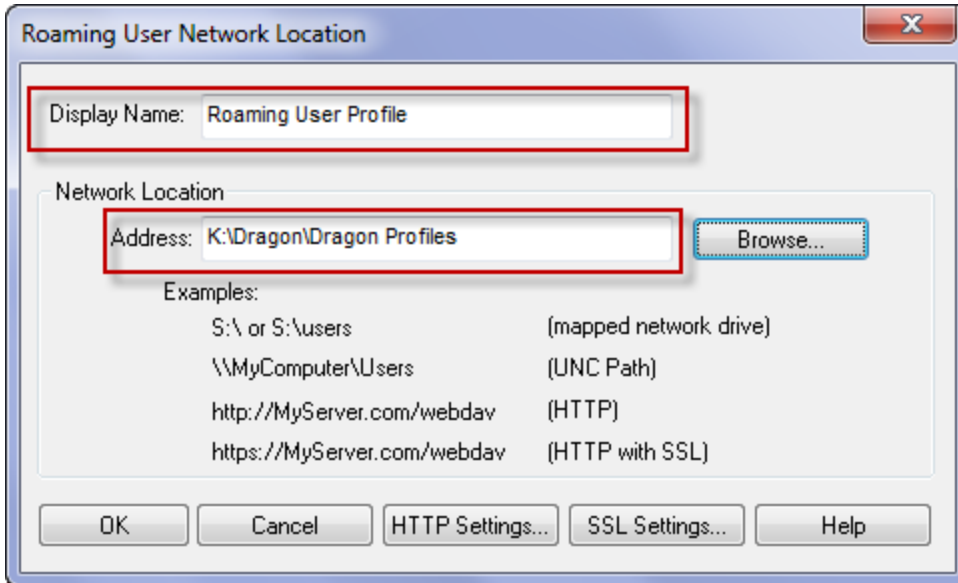 Roaming User Network Location
Display Name: Roaming User Profile
Network Location
Address: K:\Dragon\Dragon Profiles Browse...
Examples:
S:\ or S:\users (mapped network drive)
\\MyComputer\Users (UNC Path)
http://MyServer.com/webdav (HTTP)
https://MyServer.com/webdav (HTTP with SSL)
OK Cancel HTTP Settings... SSL Settings... Help